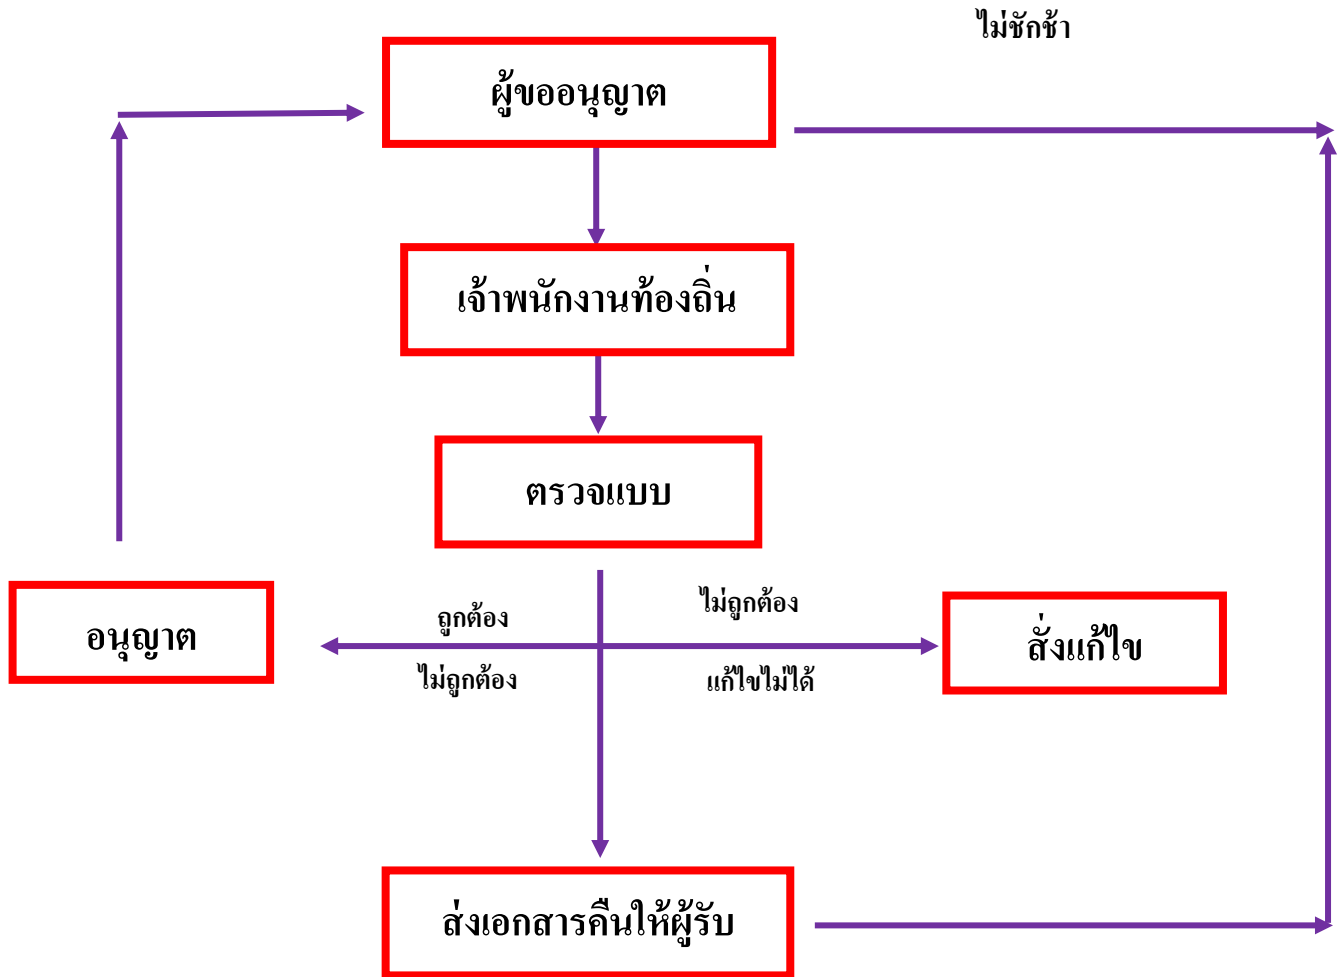 ไม่ชักช้า
ผู้ขออนุญาต
เจ้าพนักงานท้องถิ่น
ตรวจแบบ
ไม่ถูกต้อง
ถูกต้อง
อนุญาต
สั่งแก้ไข
ไม่ถูกต้อง
แก้ไขไม่ได้
ส่งเอกสารคืนให้ผู้รับ